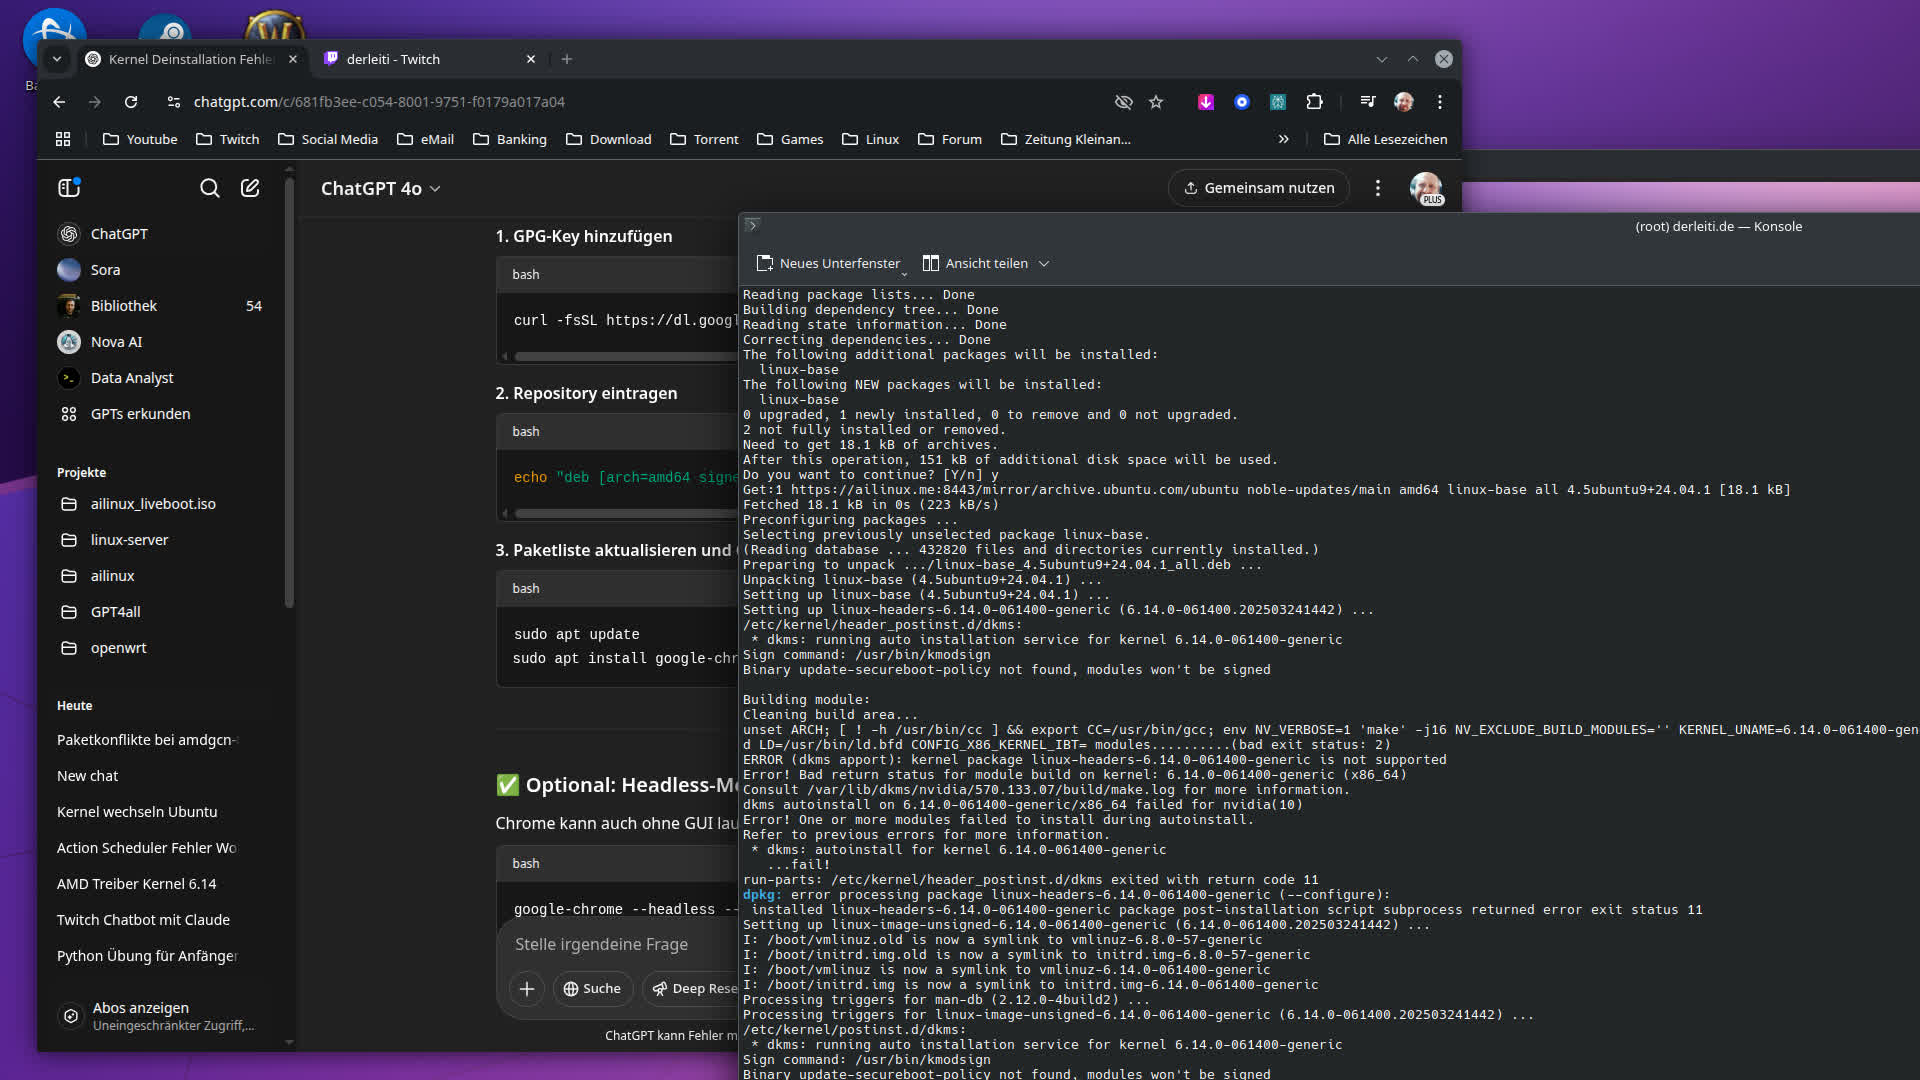 Kernel Deinstallation Fehle
derleiti - Twitch
chatgpt.com/c/681fb3ee-c054-8001-9751-f0179a017a04
Youtube
Twitch
Social Media
eMail
Banking
Download
Torrent
Games
Linux
Forum
Zeitung Kleinan...
Alle Lesezeichen
ChatGPT 4o
Gemeinsam nutzen
PLUS
ChatGPT
Sora
Bibliothek 54
Nova AI
Data Analyst
GPTs erkunden
Projekte
ailinux_liveboot.iso
linux-server
ailinux
GPT4all
openwrt
Heute
Paketkonflikte bei amdgcn-
New chat
Kernel wechseln Ubuntu
Action Scheduler Fehler Wo
AMD Treiber Kernel 6.14
Twitch Chatbot mit Claude
Python Übung für Anfänger
Abos anzeigen
Uneingeschränkter Zugriff,...
1. GPG-Key hinzufügen
bash
curl -fsSL https://dl.googl
2. Repository eintragen
bash
echo "deb [arch=amd64 signe
3. Paketliste aktualisieren und
bash
sudo apt update
sudo apt install google-chr
✅ Optional: Headless-Mo
Chrome kann auch ohne GUI lau
bash
google-chrome --headless --
Stelle irgendeine Frage
Suche
Deep Rese
ChatGPT kann Fehler m
(root) derleiti.de — Konsole
Neues Unterfenster
Ansicht teilen
Reading package lists... Done
Building dependency tree... Done
Reading state information... Done
Correcting dependencies... Done
The following additional packages will be installed:
  linux-base
The following NEW packages will be installed:
  linux-base
0 upgraded, 1 newly installed, 0 to remove and 0 not upgraded.
2 not fully installed or removed.
Need to get 18.1 kB of archives.
After this operation, 151 kB of additional disk space will be used.
Do you want to continue? [Y/n] y
Get:1 https://ailinux.me:8443/mirror/archive.ubuntu.com/ubuntu noble-updates/main amd64 linux-base all 4.5ubuntu9+24.04.1 [18.1 kB]
Fetched 18.1 kB in 0s (223 kB/s)
Preconfiguring packages ...
Selecting previously unselected package linux-base.
(Reading database ... 432820 files and directories currently installed.)
Preparing to unpack .../linux-base_4.5ubuntu9+24.04.1_all.deb ...
Unpacking linux-base (4.5ubuntu9+24.04.1) ...
Setting up linux-base (4.5ubuntu9+24.04.1) ...
Setting up linux-headers-6.14.0-061400-generic (6.14.0-061400.202503241442) ...
/etc/kernel/header_postinst.d/dkms:
 * dkms: running auto installation service for kernel 6.14.0-061400-generic
Sign command: /usr/bin/kmodsign
Binary update-secureboot-policy not found, modules won't be signed
Building module:
Cleaning build area...
unset ARCH; [ ! -h /usr/bin/cc ] && export CC=/usr/bin/gcc; env NV_VERBOSE=1 'make' -j16 NV_EXCLUDE_BUILD_MODULES='' KERNEL_UNAME=6.14.0-061400-gen
d LD=/usr/bin/ld.bfd CONFIG_X86_KERNEL_IBT= modules..........(bad exit status: 2)
ERROR (dkms apport): kernel package linux-headers-6.14.0-061400-generic is not supported
Error! Bad return status for module build on kernel: 6.14.0-061400-generic (x86_64)
Consult /var/lib/dkms/nvidia/570.133.07/build/make.log for more information.
dkms autoinstall on 6.14.0-061400-generic/x86_64 failed for nvidia(10)
Error! One or more modules failed to install during autoinstall.
Refer to previous errors for more information.
 * dkms: autoinstall for kernel 6.14.0-061400-generic
   ...fail!
run-parts: /etc/kernel/header_postinst.d/dkms exited with return code 11
dpkg: error processing package linux-headers-6.14.0-061400-generic (--configure):
 installed linux-headers-6.14.0-061400-generic package post-installation script subprocess returned error exit status 11
Setting up linux-image-unsigned-6.14.0-061400-generic (6.14.0-061400.202503241442) ...
I: /boot/vmlinuz.old is now a symlink to vmlinuz-6.8.0-57-generic
I: /boot/initrd.img.old is now a symlink to initrd.img-6.8.0-57-generic
I: /boot/vmlinuz is now a symlink to vmlinuz-6.14.0-061400-generic
I: /boot/initrd.img is now a symlink to initrd.img-6.14.0-061400-generic
Processing triggers for man-db (2.12.0-4build2) ...
Processing triggers for linux-image-unsigned-6.14.0-061400-generic (6.14.0-061400.202503241442) ...
/etc/kernel/postinst.d/dkms:
 * dkms: running auto installation service for kernel 6.14.0-061400-generic
Sign command: /usr/bin/kmodsign
Binary update-secureboot-policy not found, modules won't be signed